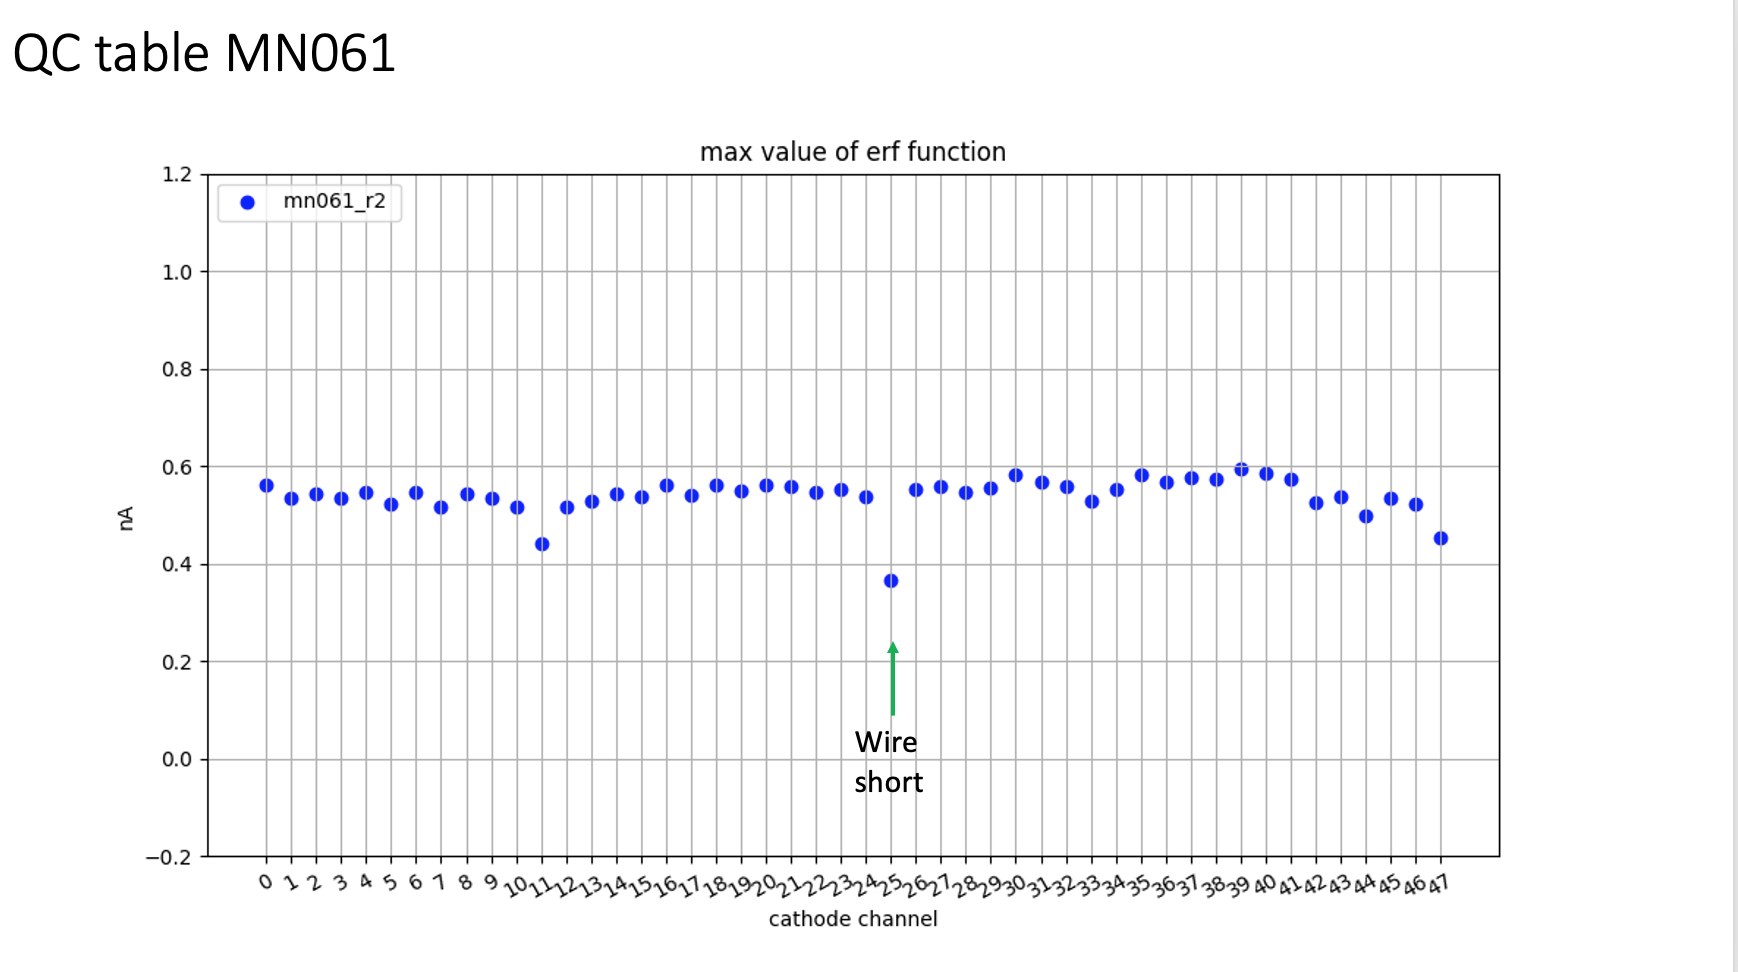 QC table MN061
max value of erf function
1.2
mn061_r2
1.0
0.8
0.6
nA
0.4
0.2
Wire
short
0.0
−0.2
0 1 2 3 4 5 6 7 8 9 10 11 12 13 14 15 16 17 18 19 20 21 22 23 24 25 26 27 28 29 30 31 32 33 34 35 36 37 38 39 40 41 42 43 44 45 46 47
cathode channel